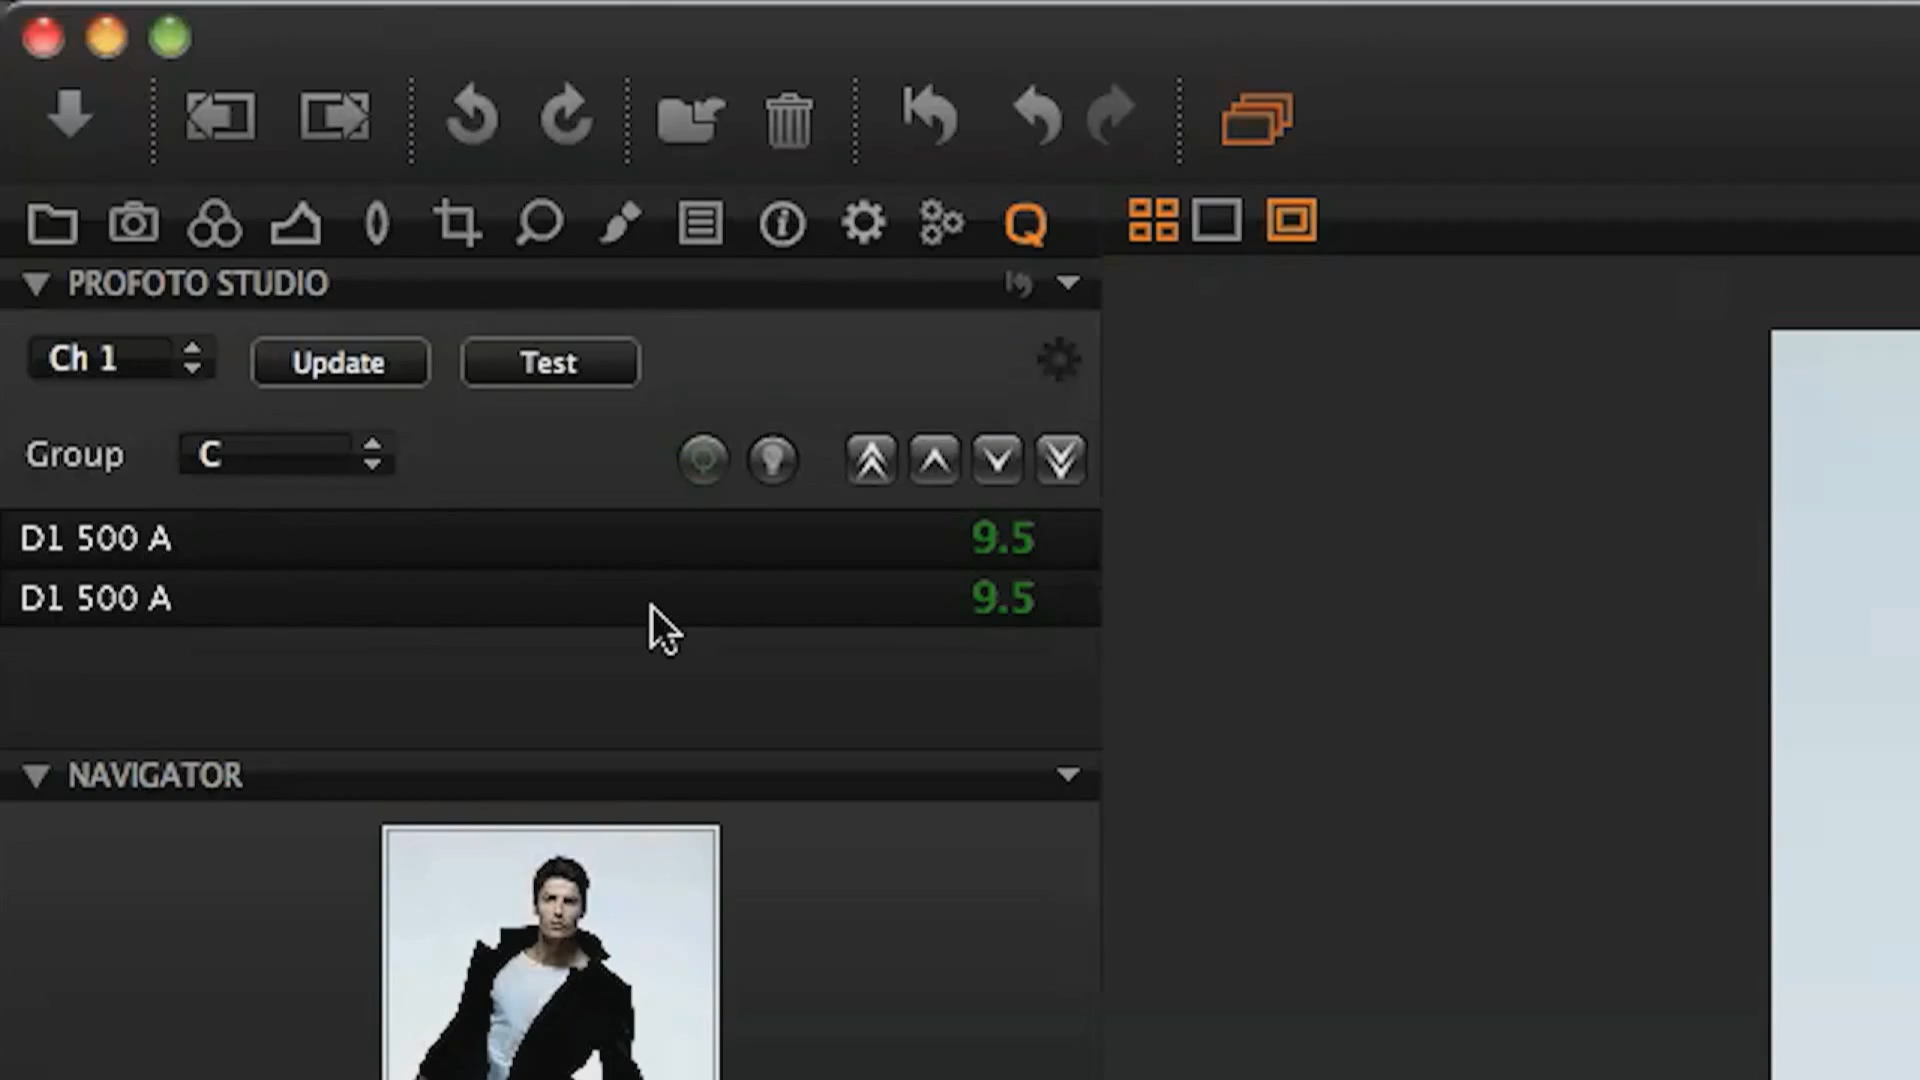 PROFOTO STUDIO
Ch 1 Update Test
Group C
D1 500 A 9.5
D1 500 A 9.5
NAVIGATOR